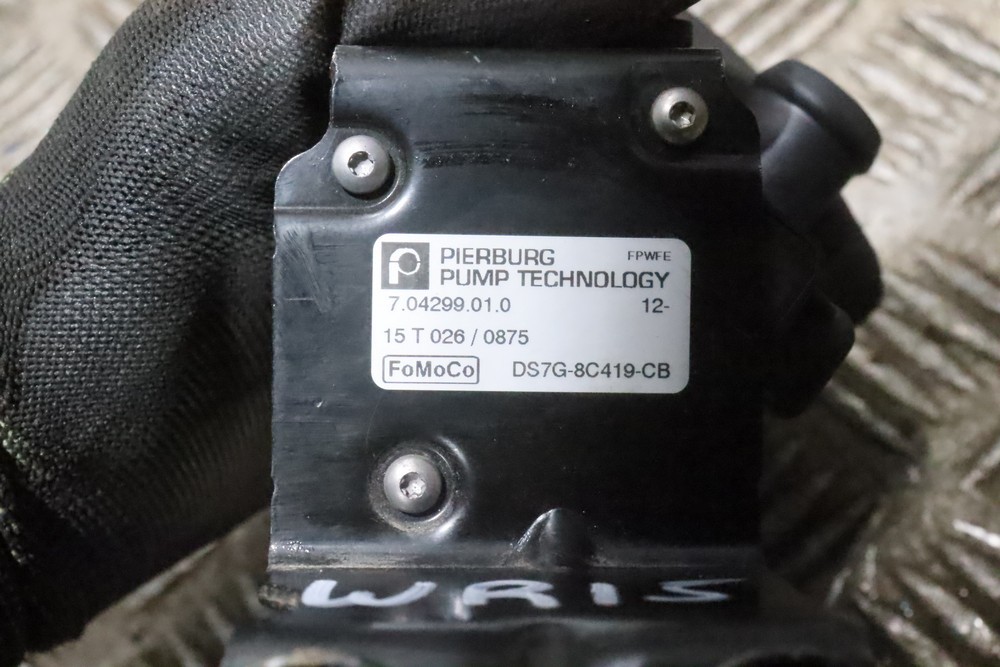 PIERBURG FPWFE
PUMP TECHNOLOGY
7.04299.01.0 12-
15 T 026 / 0875
FoMoCo DS7G-8C419-CB
WR15